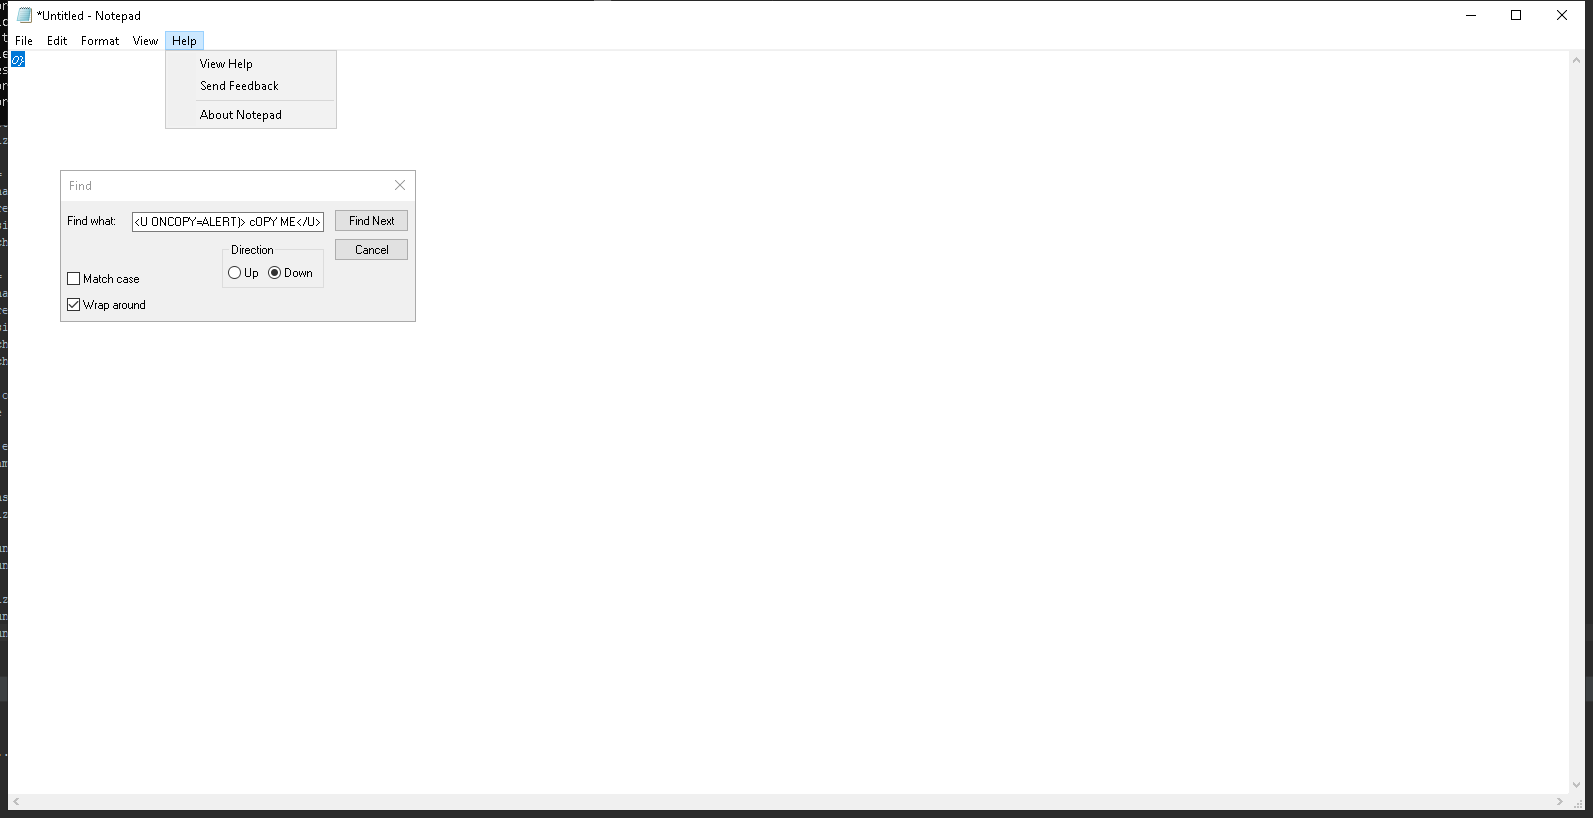 *Untitled - Notepad
File Edit Format View Help
0}
View Help
Send Feedback
About Notepad
Find
Find what: <U ONCOPY=ALERT)> cOPY ME</U> Find Next
Direction Cancel
Up Down
Match case
Wrap around